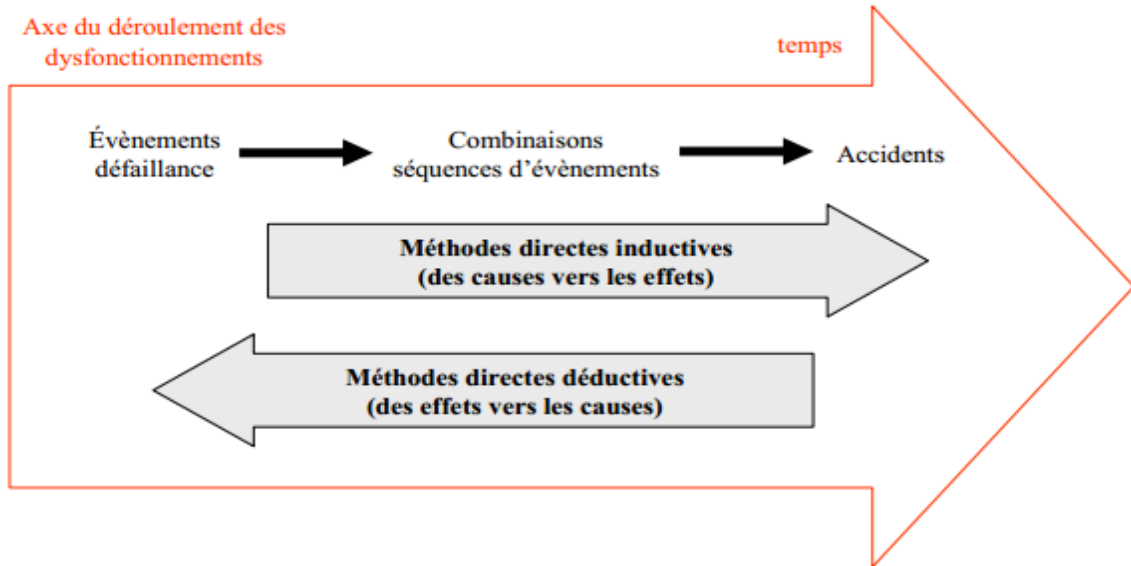 Axe du déroulement des
dysfonctionnements
temps
Évènements
défaillance
Combinaisons
séquences d’évènements
Accidents
Méthodes directes inductives
(des causes vers les effets)
Méthodes directes déductives
(des effets vers les causes)